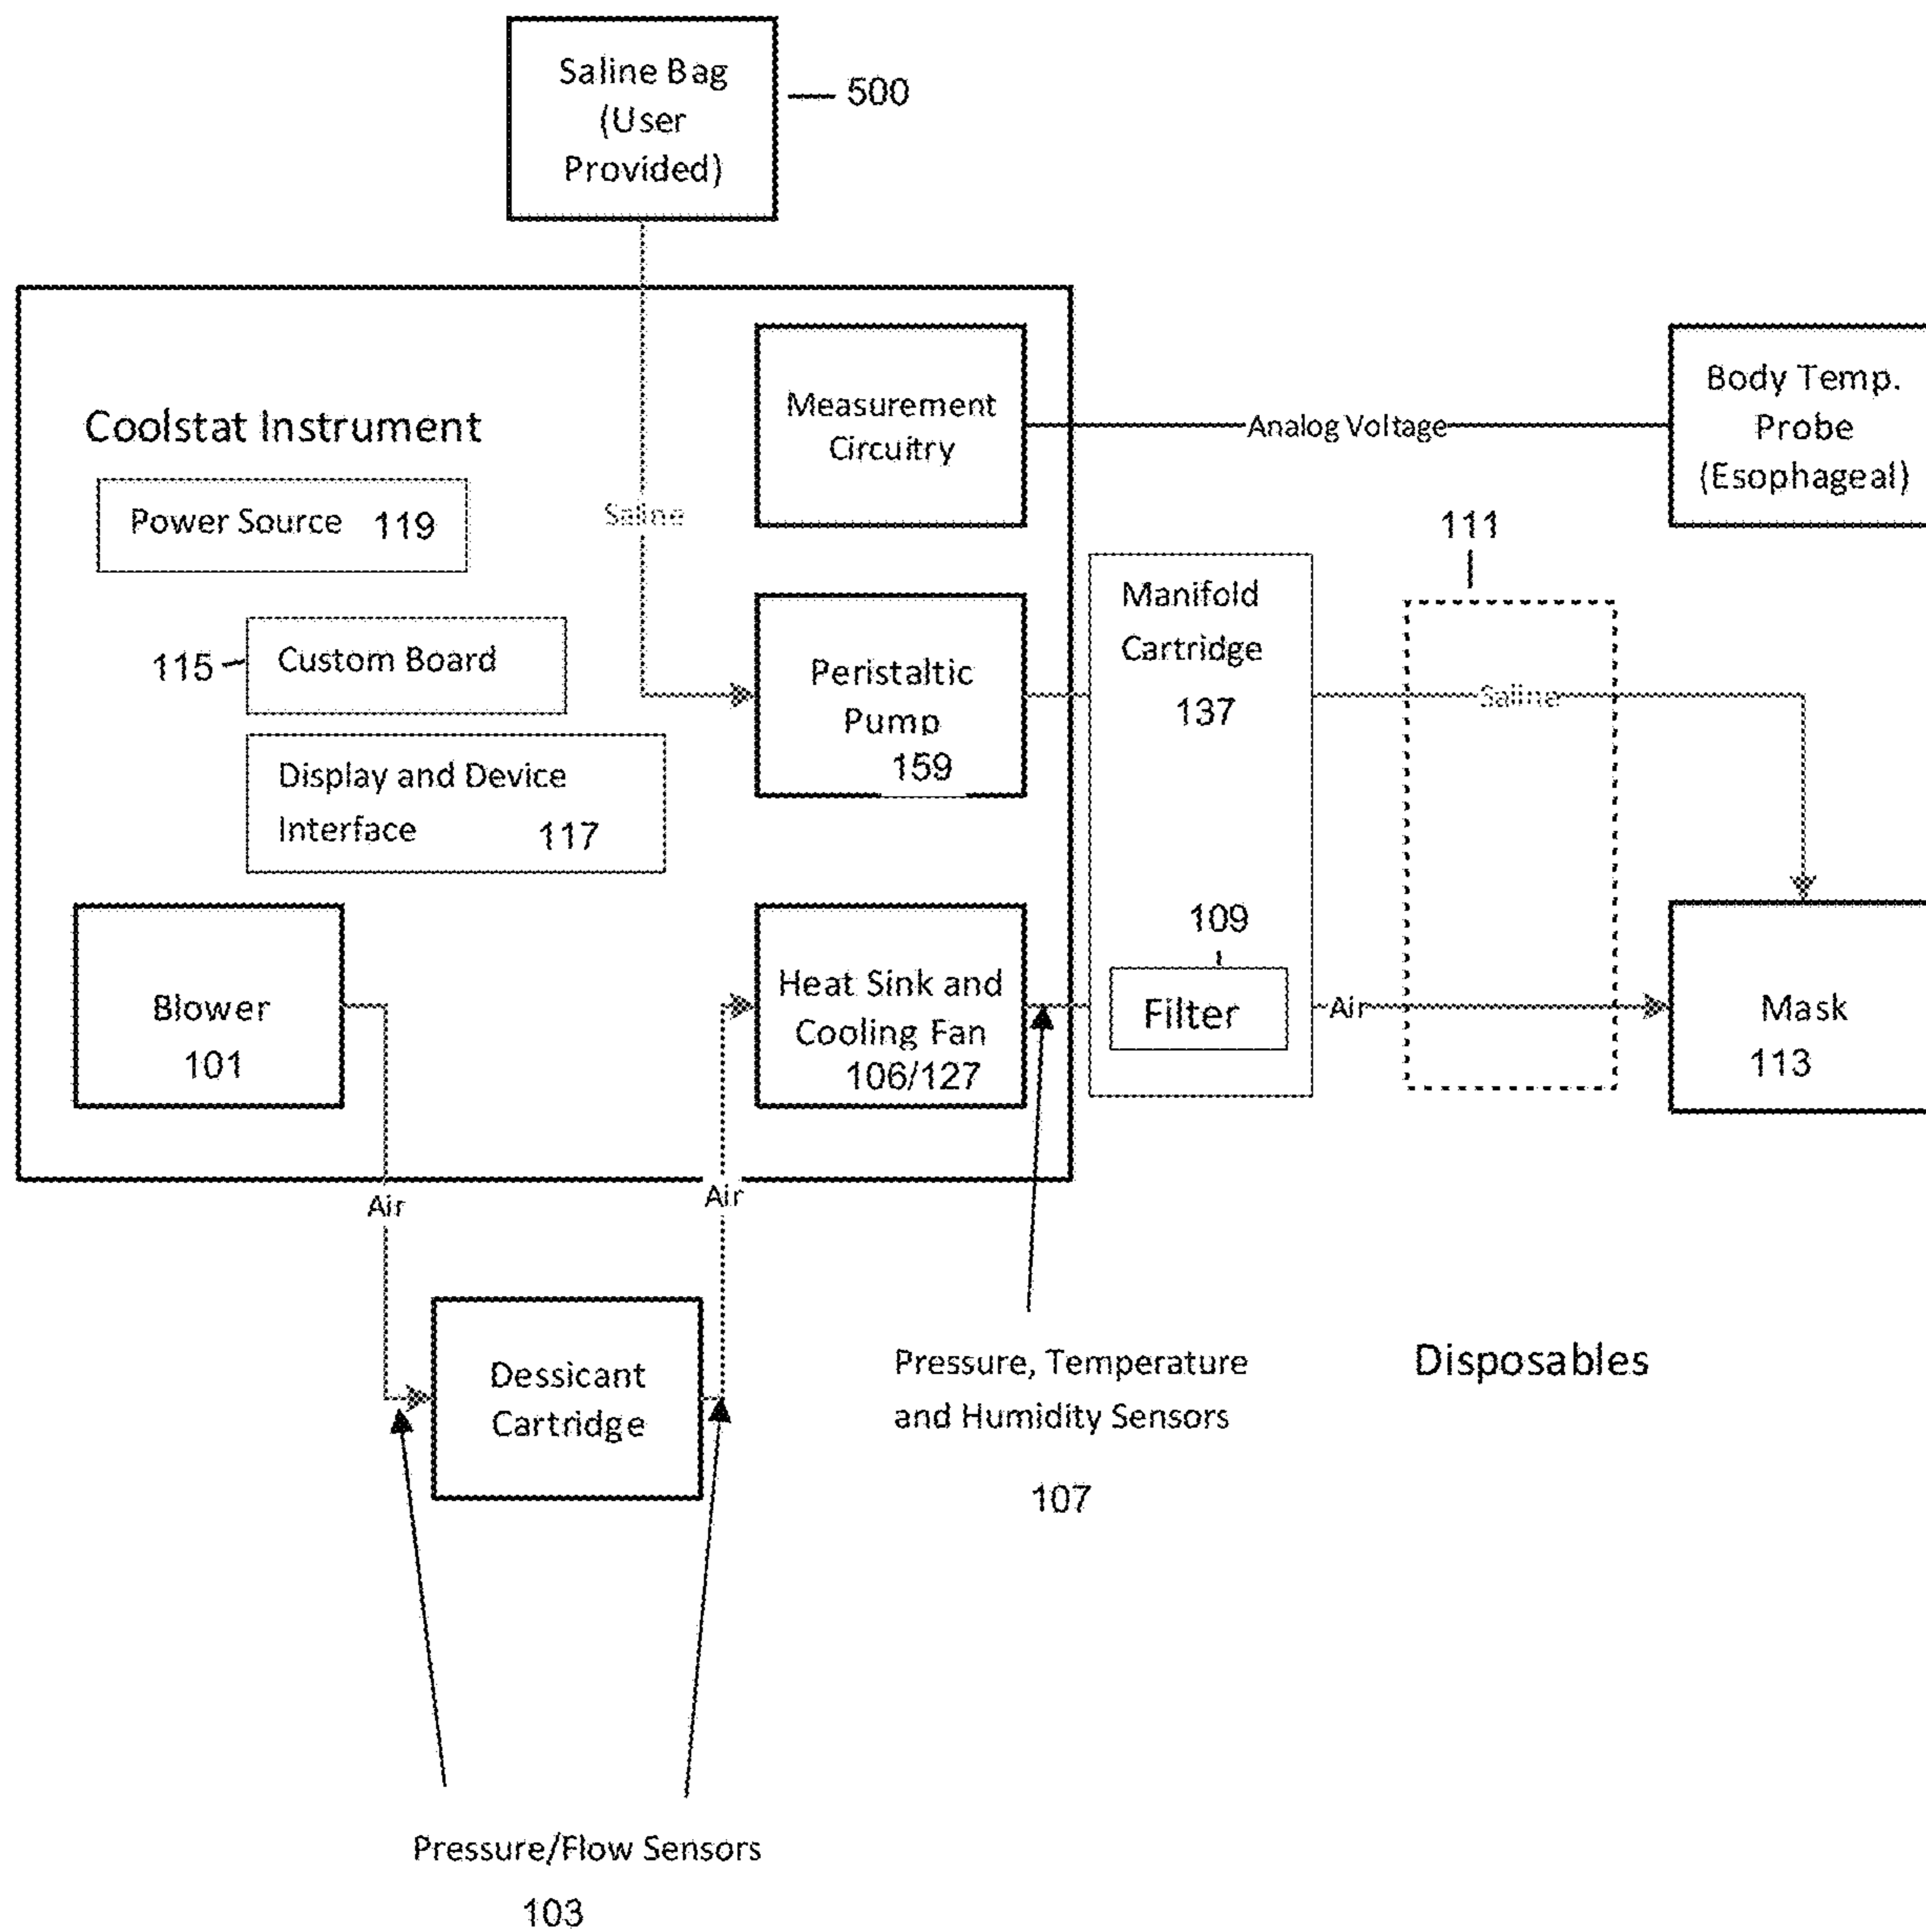 Saline Bag
(User
Provided)
500
Coolstat Instrument
Power Source 119
Saline
115
Custom Board
Display and Device
Interface 117
Measurement
Circuitry
Analog Voltage
Body Temp.
Probe
(Esophageal)
111
Peristaltic
Pump
159
Manifold
Cartridge
137
Saline
Blower
101
Heat Sink and
Cooling Fan
106/127
109
Filter
Air
Mask
113
Air
Air
Dessicant
Cartridge
Pressure, Temperature
and Humidity Sensors
107
Disposables
Pressure/Flow Sensors
103